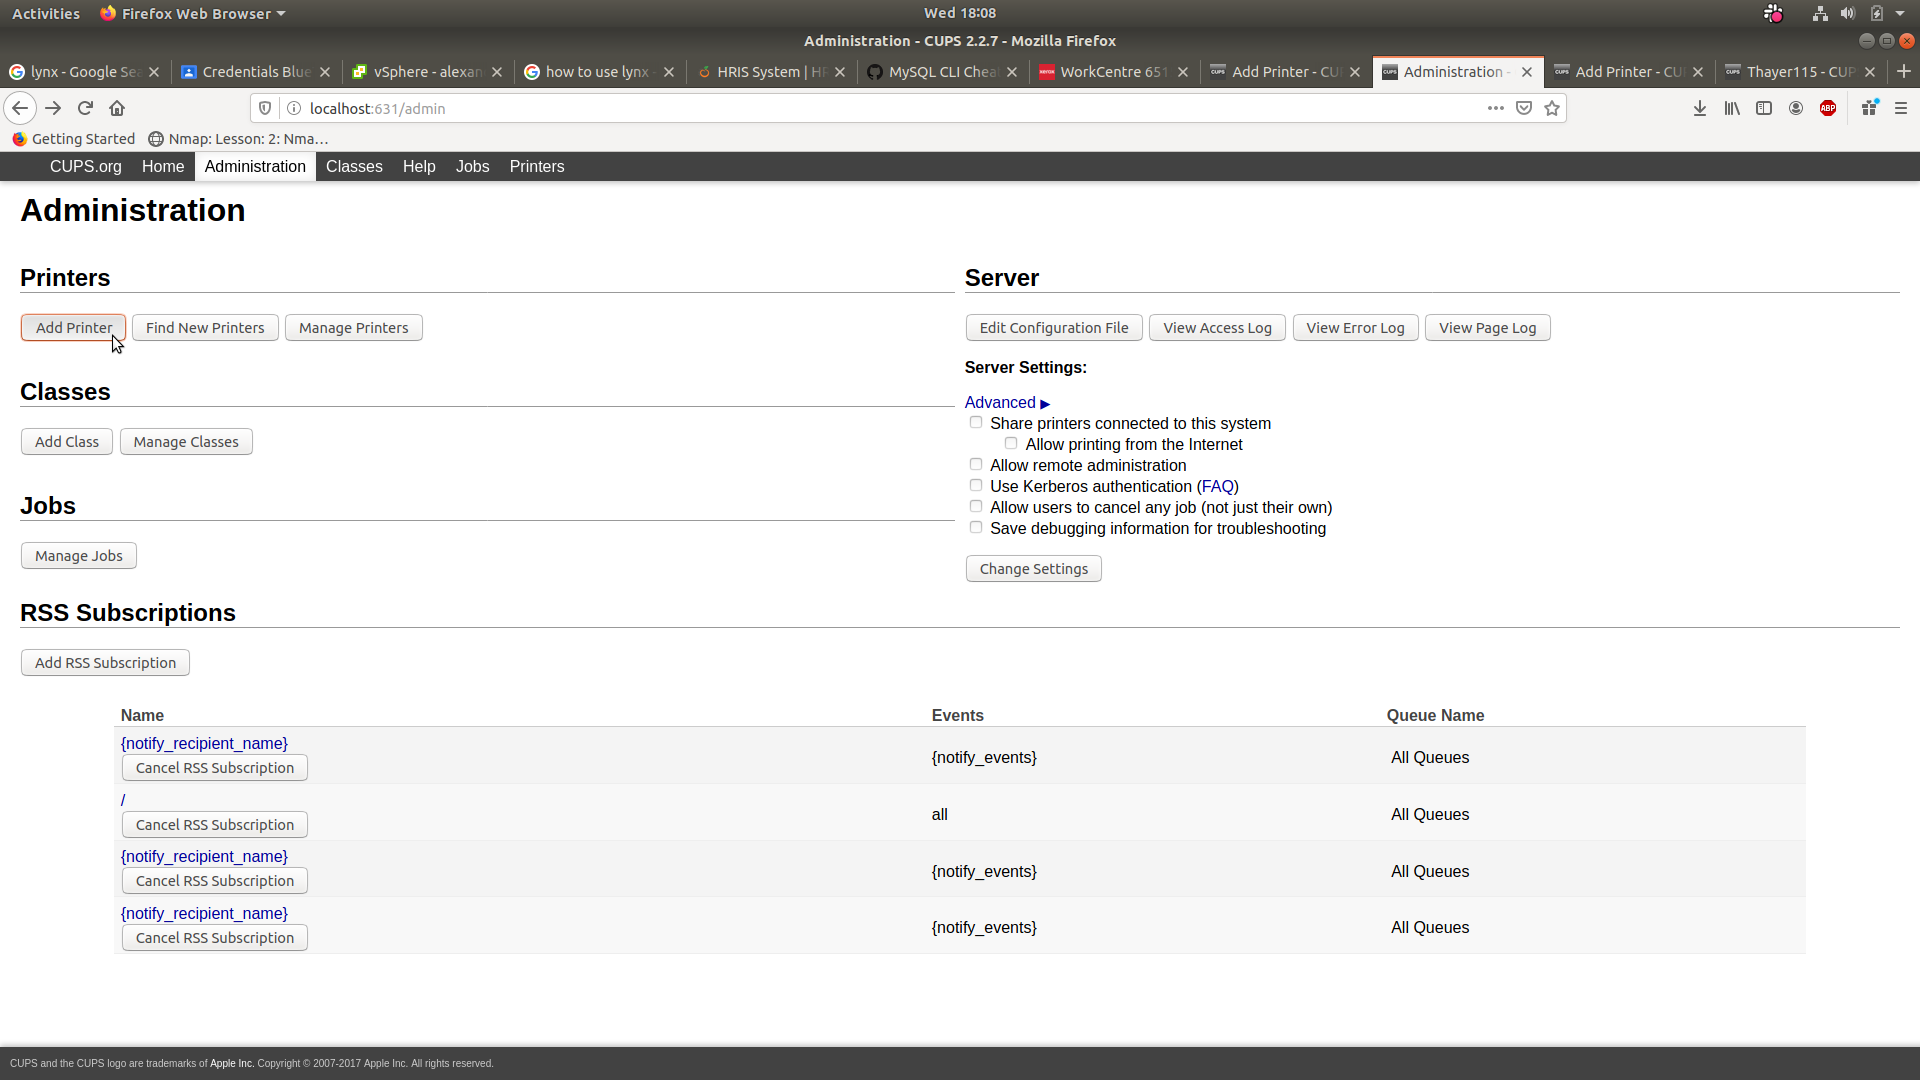 Activities Firefox Web Browser Wed 18:08
Administration - CUPS 2.2.7 - Mozilla Firefox
lynx - Google Se Credentials Blue vSphere - alexan how to use lynx - HRIS System | HR MySQL CLI Chea WorkCentre 651 Add Printer - CU Administration - Add Printer - CU Thayer115 - CUP
localhost:631/admin ABP
Getting Started Nmap: Lesson: 2: Nma…
CUPS.org Home Administration Classes Help Jobs Printers
Administration
Printers
Add Printer Find New Printers Manage Printers
Classes
Add Class Manage Classes
Jobs
Manage Jobs
Server
Edit Configuration File View Access Log View Error Log View Page Log
Server Settings:
Advanced ▶
Share printers connected to this system
Allow printing from the Internet
Allow remote administration
Use Kerberos authentication (FAQ)
Allow users to cancel any job (not just their own)
Save debugging information for troubleshooting
Change Settings
RSS Subscriptions
Add RSS Subscription
Name Events Queue Name
{notify_recipient_name}
Cancel RSS Subscription {notify_events} All Queues
/
Cancel RSS Subscription all All Queues
{notify_recipient_name}
Cancel RSS Subscription {notify_events} All Queues
{notify_recipient_name}
Cancel RSS Subscription {notify_events} All Queues
CUPS and the CUPS logo are trademarks of Apple Inc. Copyright © 2007-2017 Apple Inc. All rights reserved.